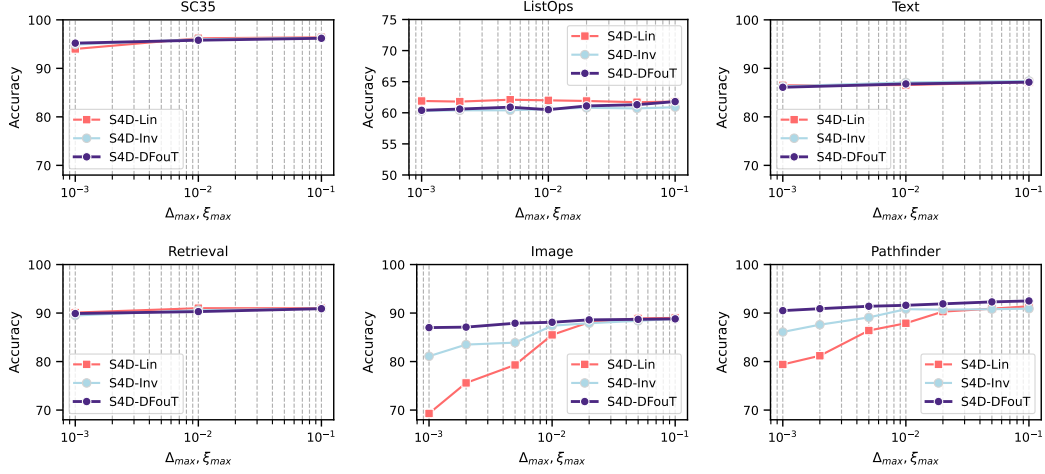 SC35
Accuracy
100
90
80
70
S4D-Lin
S4D-Inv
S4D-DFouT
10⁻³
10⁻²
10⁻¹
Δmax, ξmax
ListOps
Accuracy
75
70
65
60
55
50
S4D-Lin
S4D-Inv
S4D-DFouT
10⁻³
10⁻²
10⁻¹
Δmax, ξmax
Text
Accuracy
100
90
80
70
S4D-Lin
S4D-Inv
S4D-DFouT
10⁻³
10⁻²
10⁻¹
Δmax, ξmax
Retrieval
Accuracy
100
90
80
70
S4D-Lin
S4D-Inv
S4D-DFouT
10⁻³
10⁻²
10⁻¹
Δmax, ξmax
Image
Accuracy
100
90
80
70
S4D-Lin
S4D-Inv
S4D-DFouT
10⁻³
10⁻²
10⁻¹
Δmax, ξmax
Pathfinder
Accuracy
100
90
80
70
S4D-Lin
S4D-Inv
S4D-DFouT
10⁻³
10⁻²
10⁻¹
Δmax, ξmax